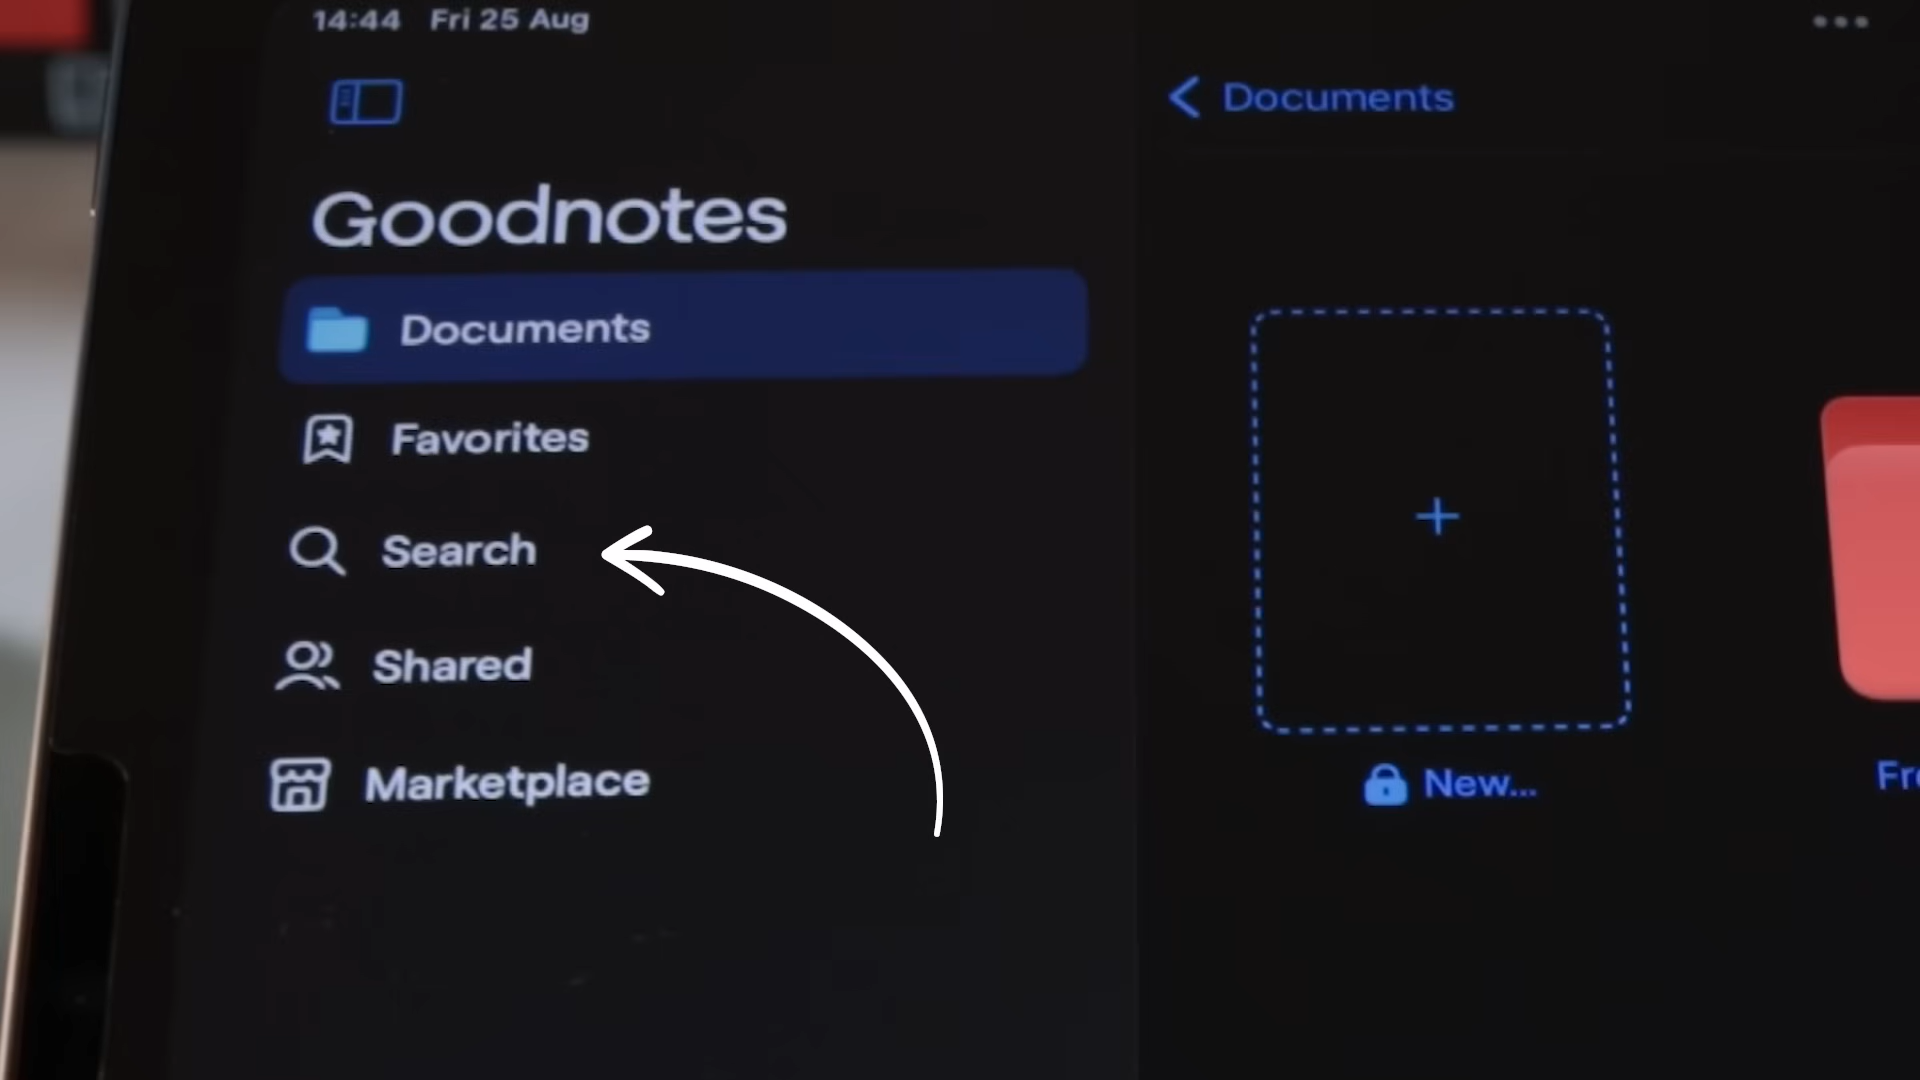 14:44 Fri 25 Aug
Goodnotes
Documents
Favorites
Search
Shared
Marketplace
Documents
New...